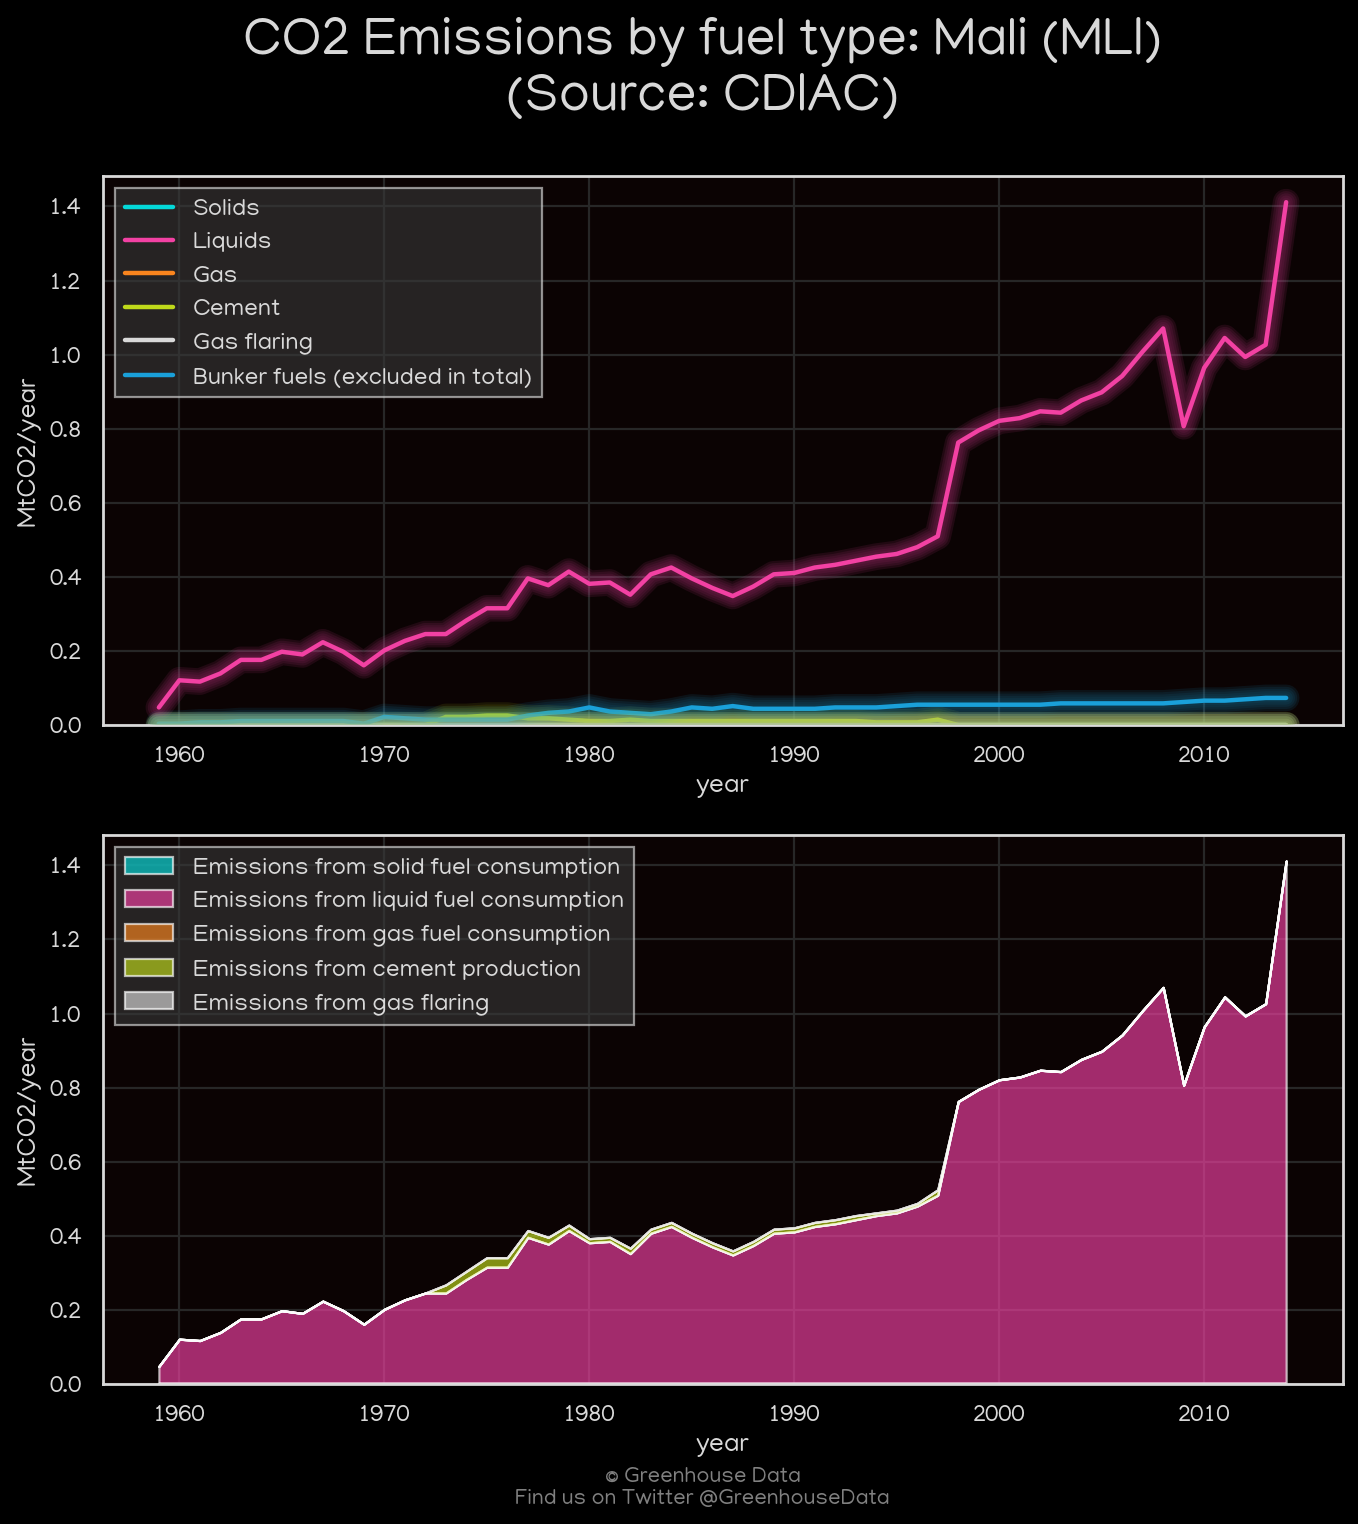 CO2 Emissions by fuel type: Mali (MLI)
(Source: CDIAC)
Solids
Liquids
Gas
Cement
Gas flaring
Bunker fuels (excluded in total)
MtCO2/year
1.4
1.2
1.0
0.8
0.6
0.4
0.2
0.0
1960 1970 1980 1990 2000 2010
year
Emissions from solid fuel consumption
Emissions from liquid fuel consumption
Emissions from gas fuel consumption
Emissions from cement production
Emissions from gas flaring
MtCO2/year
1.4
1.2
1.0
0.8
0.6
0.4
0.2
0.0
1960 1970 1980 1990 2000 2010
year
© Greenhouse Data
Find us on Twitter @GreenhouseData